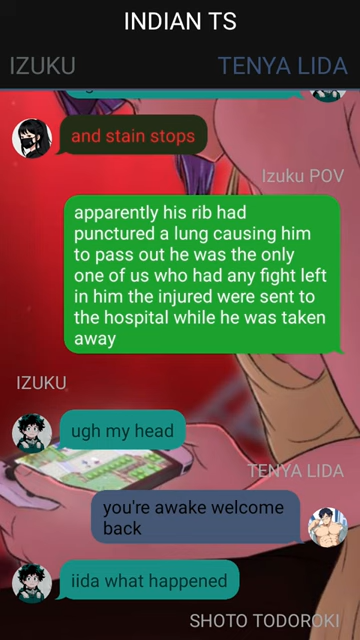 INDIAN TS
IZUKU
TENYA LIDA
and stain stops
Izuku POV
apparently his rib had
punctured a lung causing him
to pass out he was the only
one of us who had any fight left
in him the injured were sent to
the hospital while he was taken
away
IZUKU
ugh my head
TENYA LIDA
you're awake welcome
back
iida what happened
SHOTO TODOROKI